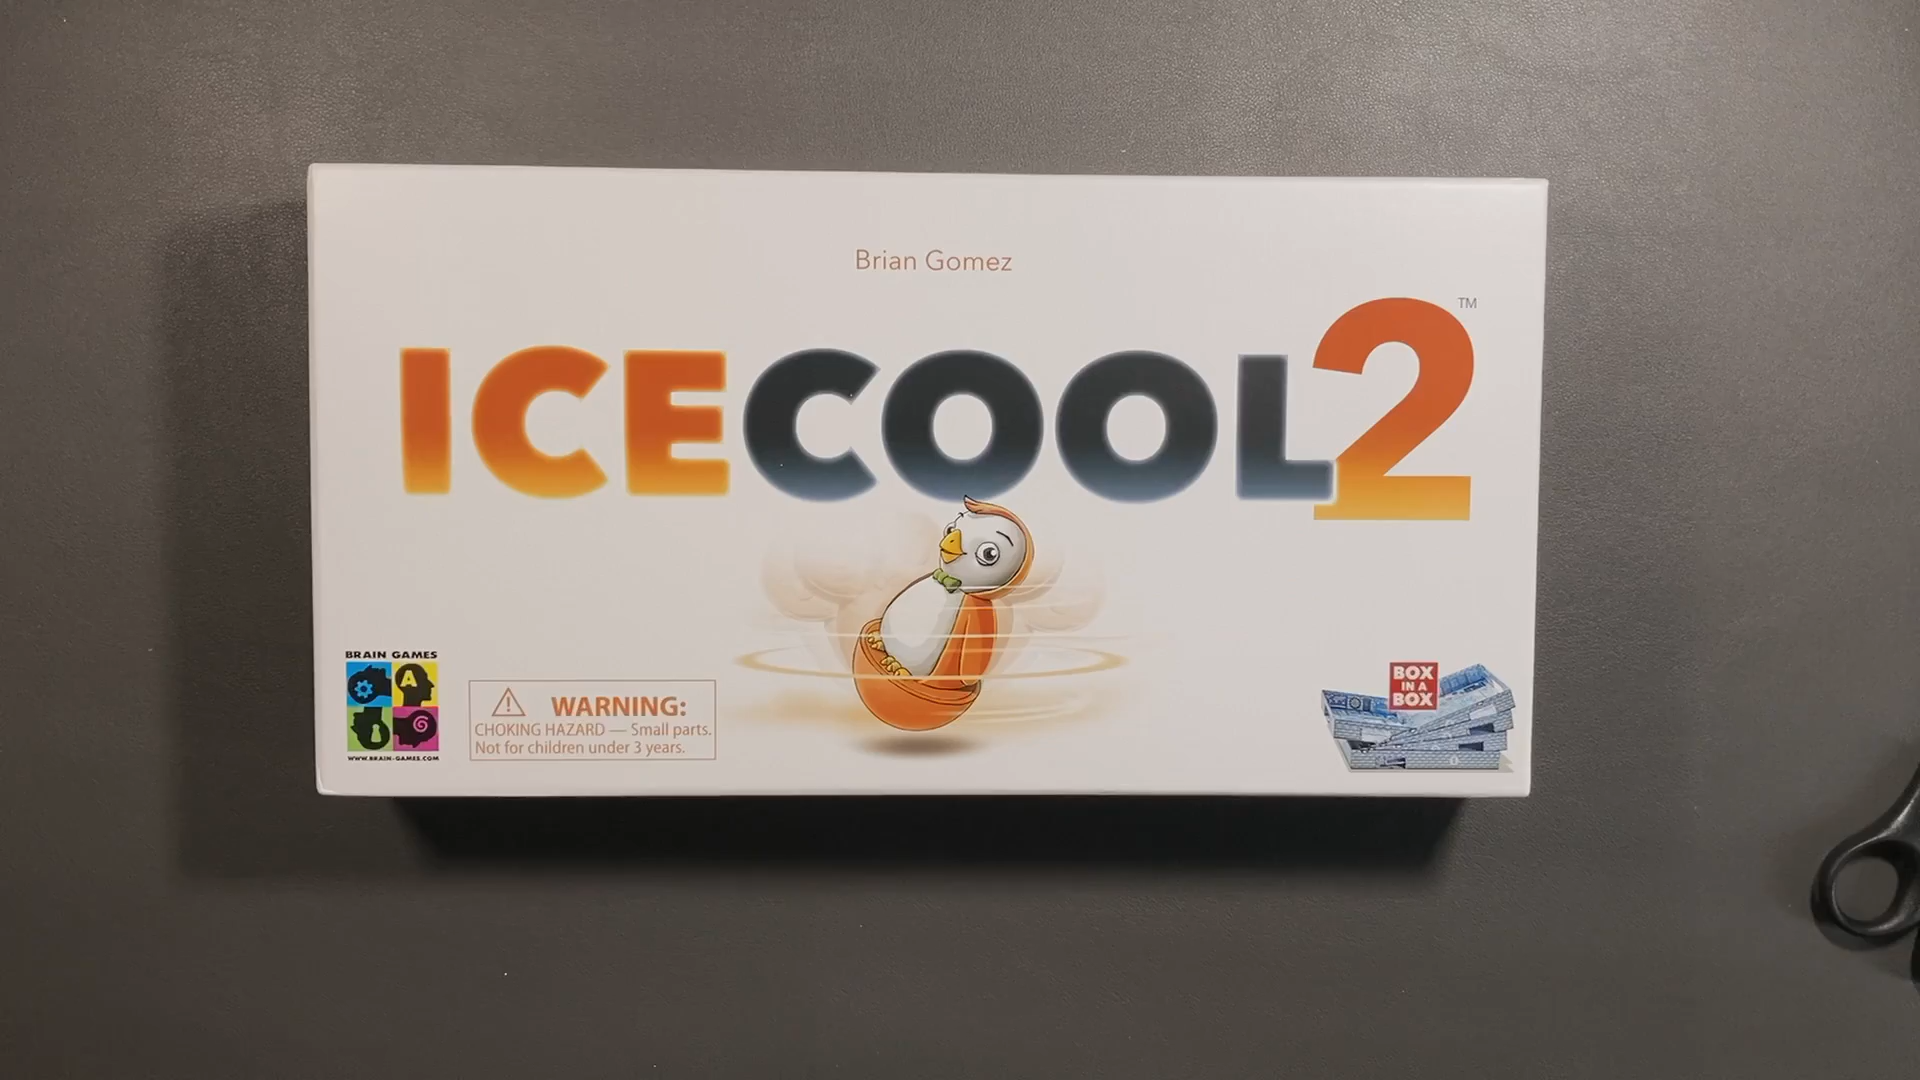 Brian Gomez
ICECOOL2™
BRAIN GAMES
A
WWW.BRAIN-GAMES.COM
WARNING:
CHOKING HAZARD — Small parts.
Not for children under 3 years.
BOX
IN A
BOX